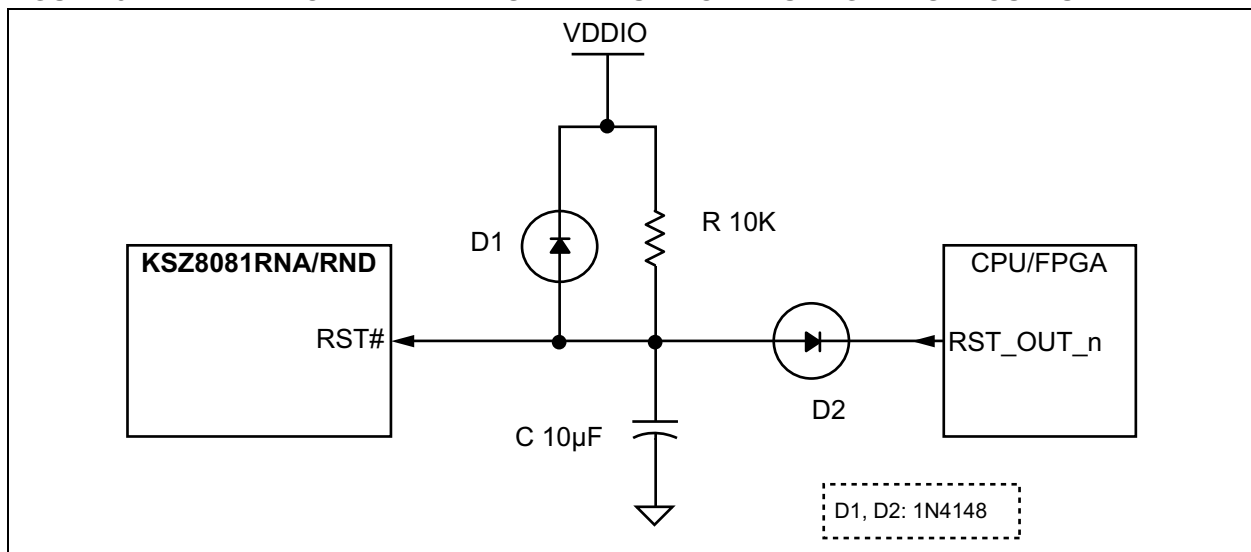 VDDIO
D1
R 10K
KSZ8081RNA/RND
CPU/FPGA
RST#
RST_OUT_n
D2
C 10µF
D1, D2: 1N4148